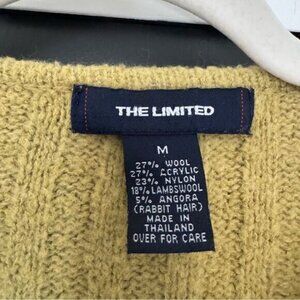 THE LIMITED
M
27% WOOL
27% ACRYLIC
23% NYLON
18% LAMBSWOOL
5% ANGORA
(RABBIT HAIR)
MADE IN
THAILAND
OVER FOR CARE